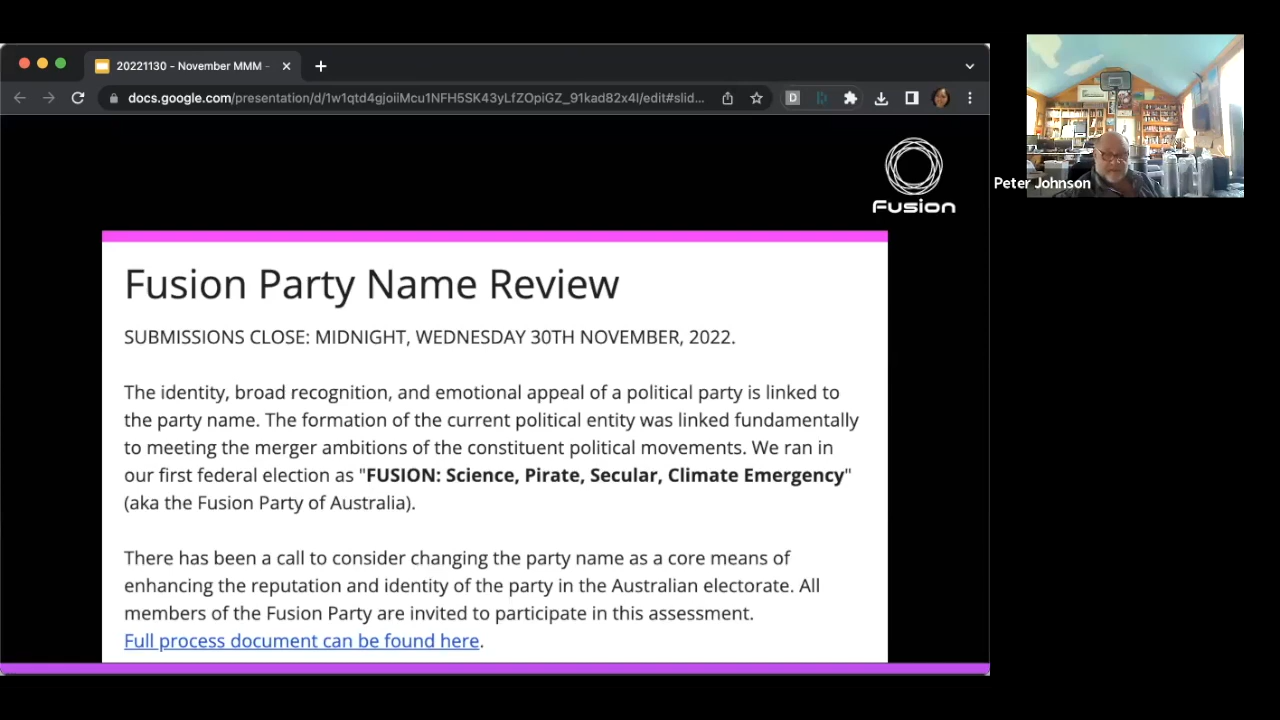 20221130 - November MMM -
docs.google.com/presentation/d/1w1qtd4gjoiiMcu1NFH5SK43yLfZOpiGZ_91kad82x4I/edit#slid...
D
Fusion
Peter Johnson
Fusion Party Name Review
SUBMISSIONS CLOSE: MIDNIGHT, WEDNESDAY 30TH NOVEMBER, 2022.
The identity, broad recognition, and emotional appeal of a political party is linked to
the party name. The formation of the current political entity was linked fundamentally
to meeting the merger ambitions of the constituent political movements. We ran in
our first federal election as "FUSION: Science, Pirate, Secular, Climate Emergency"
(aka the Fusion Party of Australia).
There has been a call to consider changing the party name as a core means of
enhancing the reputation and identity of the party in the Australian electorate. All
members of the Fusion Party are invited to participate in this assessment.
Full process document can be found here.